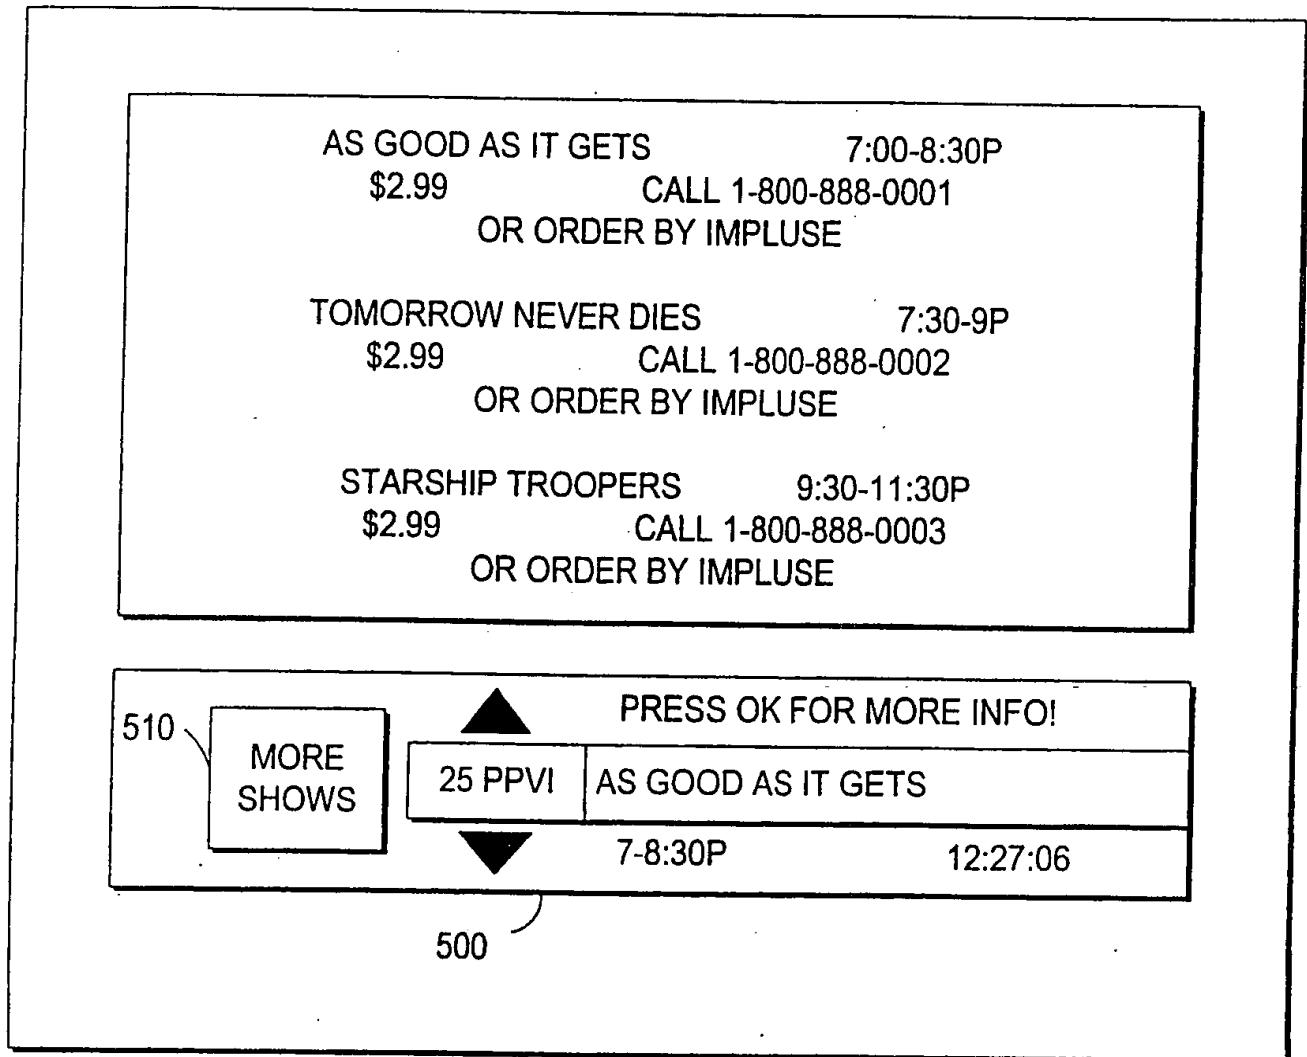 AS GOOD AS IT GETS 7:00-8:30P
$2.99 CALL 1-800-888-0001
OR ORDER BY IMPLUSE
TOMORROW NEVER DIES 7:30-9P
$2.99 CALL 1-800-888-0002
OR ORDER BY IMPLUSE
STARSHIP TROOPERS 9:30-11:30P
$2.99 CALL 1-800-888-0003
OR ORDER BY IMPLUSE
PRESS OK FOR MORE INFO!
510
MORE
SHOWS
25 PPVI AS GOOD AS IT GETS
7-8:30P 12:27:06
500